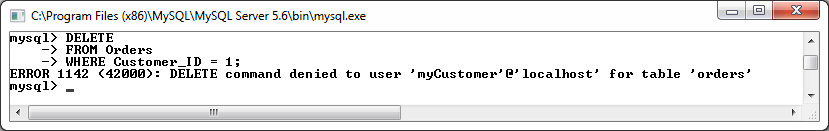 C:\Program Files (x86)\MySQL\MySQL Server 5.6\bin\mysql.exe
mysql> DELETE
    -> FROM Orders
    -> WHERE Customer_ID = 1;
ERROR 1142 (42000): DELETE command denied to user 'myCustomer'@'localhost' for table 'orders'
mysql> _